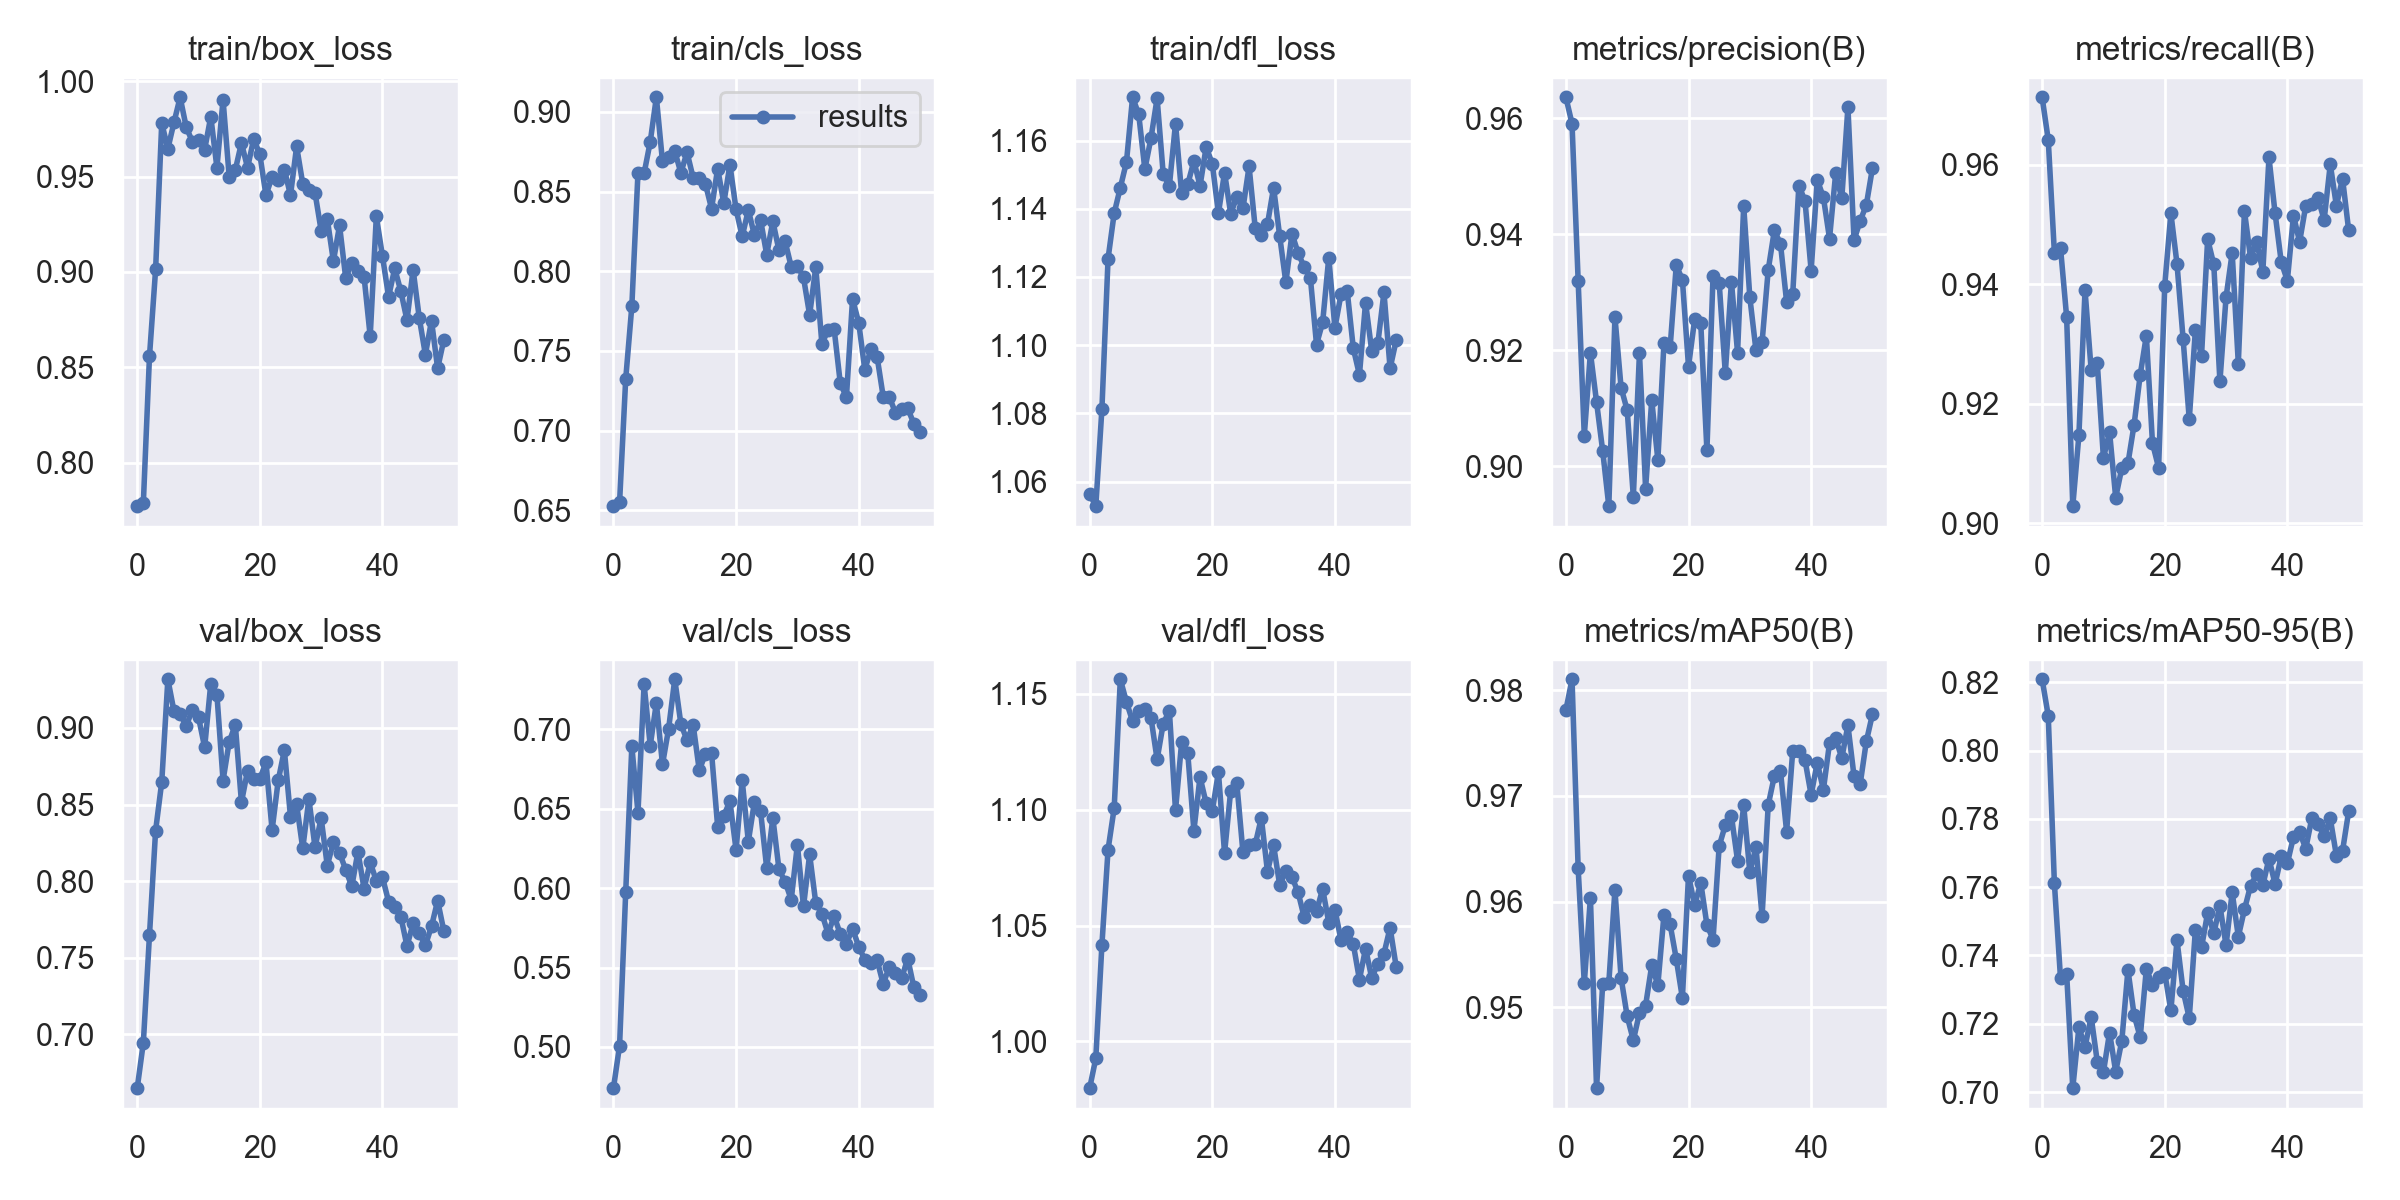 train/box_loss
1.00
0.95
0.90
0.85
0.80
0 20 40
train/cls_loss
results
0.90
0.85
0.80
0.75
0.70
0.65
0 20 40
train/dfl_loss
1.16
1.14
1.12
1.10
1.08
1.06
0 20 40
metrics/precision(B)
0.96
0.94
0.92
0.90
0 20 40
metrics/recall(B)
0.96
0.94
0.92
0.90
0 20 40
val/box_loss
0.90
0.85
0.80
0.75
0.70
0 20 40
val/cls_loss
0.70
0.65
0.60
0.55
0.50
0 20 40
val/dfl_loss
1.15
1.10
1.05
1.00
0 20 40
metrics/mAP50(B)
0.98
0.97
0.96
0.95
0 20 40
metrics/mAP50-95(B)
0.82
0.80
0.78
0.76
0.74
0.72
0.70
0 20 40